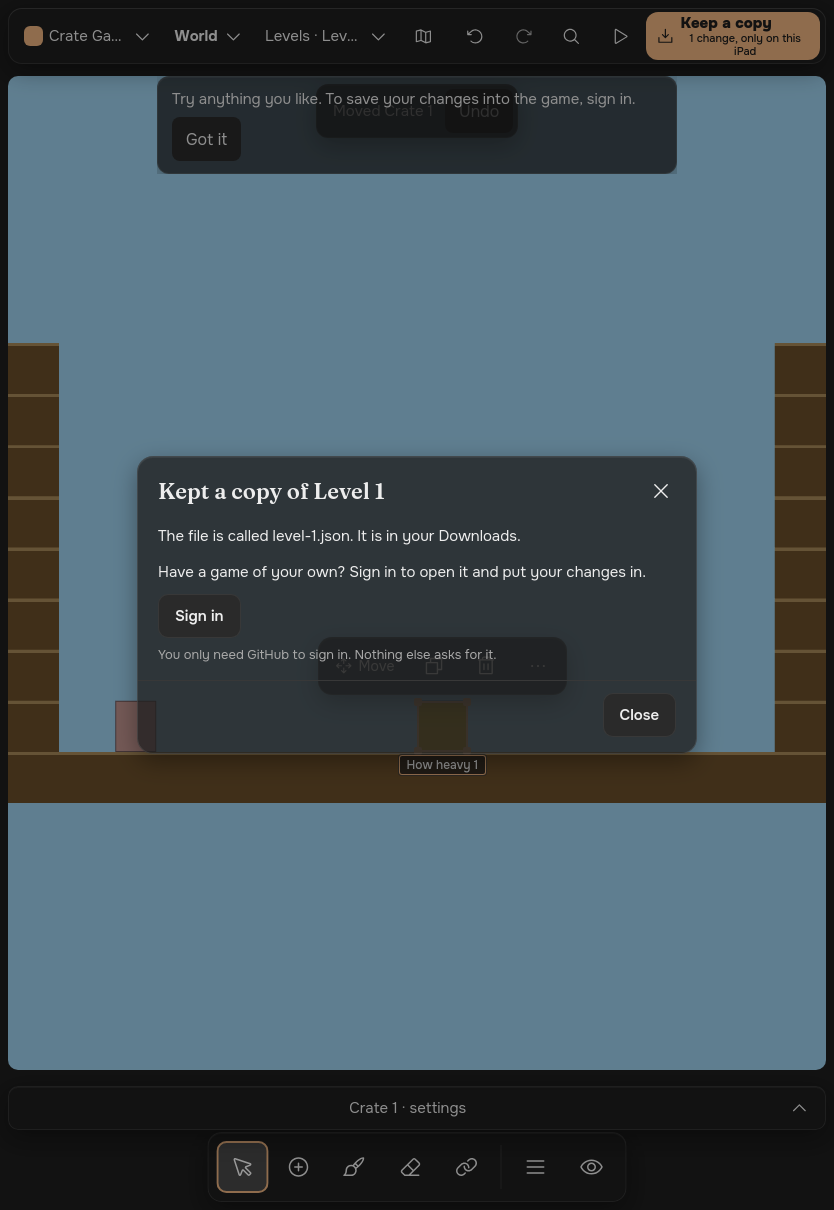 Crate Ga...
World
Levels · Lev...
Keep a copy
1 change, only on this
iPad
Try anything you like. To save your changes into the game, sign in.
Moved Crate 1
Undo
Got it
Kept a copy of Level 1
The file is called level-1.json. It is in your Downloads.
Have a game of your own? Sign in to open it and put your changes in.
Sign in
You only need GitHub to sign in. Nothing else asks for it.
Move
Close
How heavy 1
Crate 1 · settings